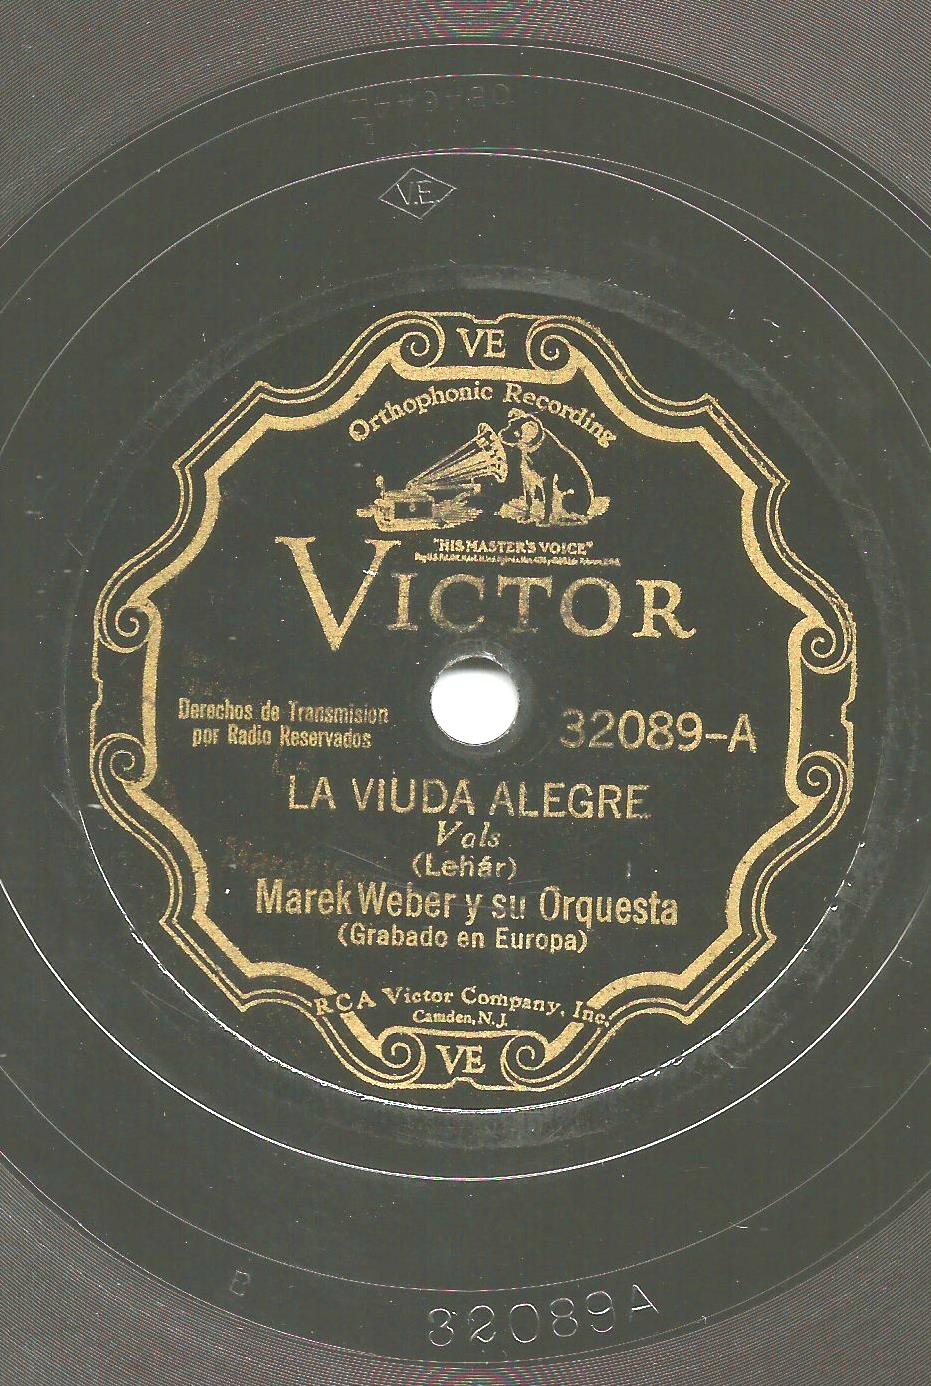 V.E.
VE
Orthophonic Recording
"HIS MASTER'S VOICE"
VICTOR
Derechos de Transmision
por Radio Reservados
32089-A
LA VIUDA ALEGRE
Vals
(Lehár)
Marek Weber y su Orquesta
(Grabado en Europa)
RCA Victor Company, Inc.
Camden, N. J.
VE
32089A